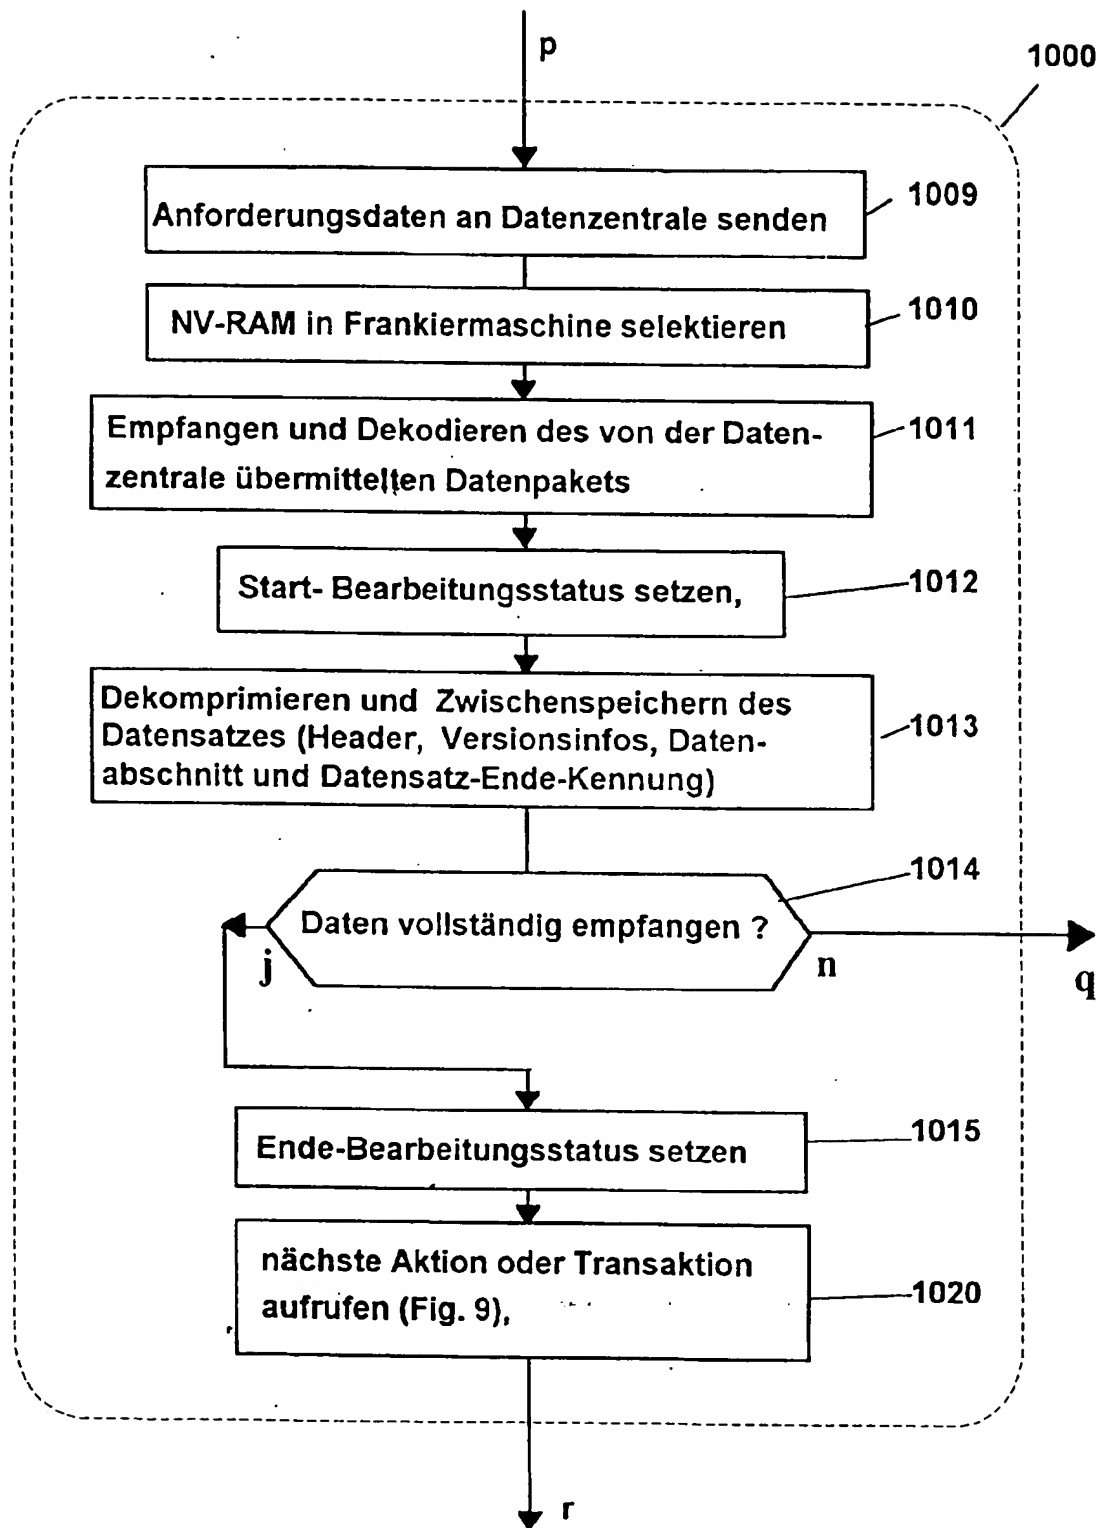 p
1000
Anforderungsdaten an Datenzentrale senden
1009
NV-RAM in Frankiermaschine selektieren
1010
Empfangen und Dekodieren des von der Daten-
zentrale übermittelten Datenpakets
1011
Start- Bearbeitungsstatus setzen,
1012
Dekomprimieren und Zwischenspeichern des
Datensatzes (Header, Versionsinfos, Daten-
abschnitt und Datensatz-Ende-Kennung)
1013
Daten vollständig empfangen ?
1014
j
n
q
Ende-Bearbeitungsstatus setzen
1015
nächste Aktion oder Transaktion
aufrufen (Fig. 9),
1020
r